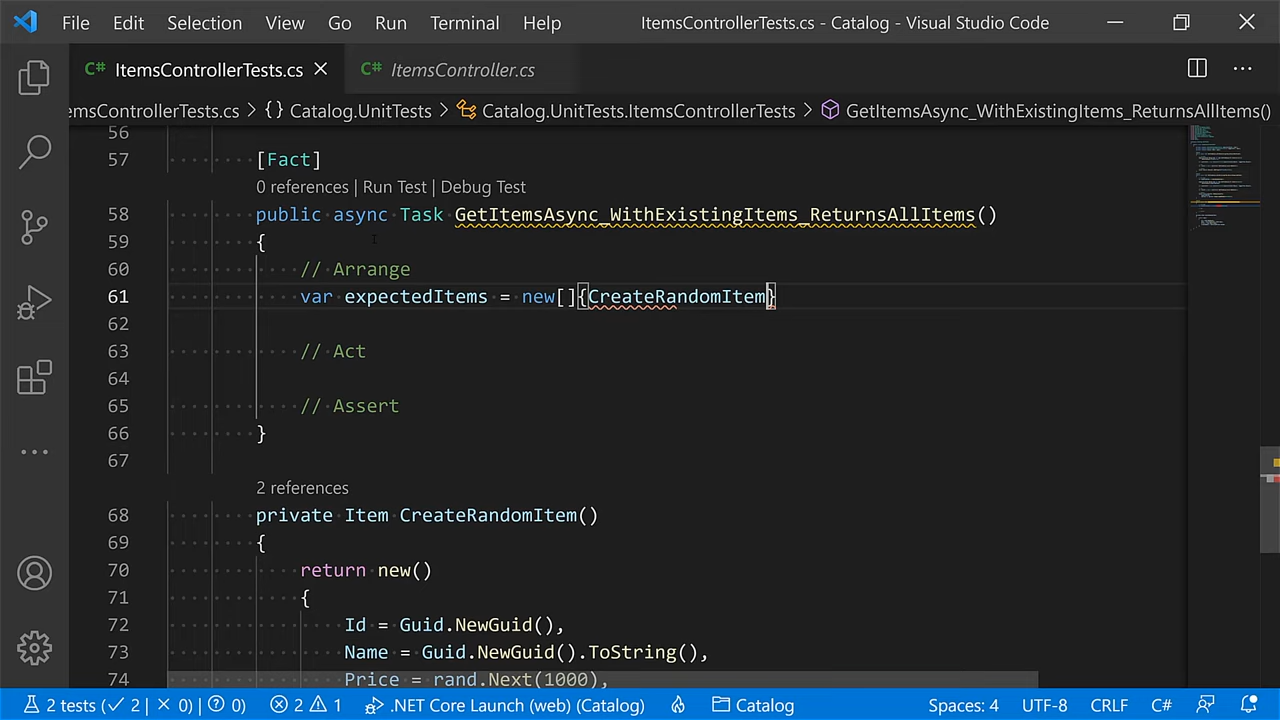 File Edit Selection View Go Run Terminal Help ItemsControllerTests.cs - Catalog - Visual Studio Code
C# ItemsControllerTests.cs C# ItemsController.cs
emsControllerTests.cs > {} Catalog.UnitTests > Catalog.UnitTests.ItemsControllerTests > GetItemsAsync_WithExistingItems_ReturnsAllItems()
56
57 [Fact]
0 references | Run Test | Debug Test
58 public async Task GetItemsAsync_WithExistingItems_ReturnsAllItems()
59 {
60 // Arrange
61 var expectedItems = new[]{CreateRandomItem}
62
63 // Act
64
65 // Assert
66 }
67
2 references
68 private Item CreateRandomItem()
69 {
70 return new()
71 {
72 Id = Guid.NewGuid(),
73 Name = Guid.NewGuid().ToString(),
74 Price = rand.Next(1000),
2 tests (✓ 2 | × 0) | ? 0) 2 1 .NET Core Launch (web) (Catalog) Catalog Spaces: 4 UTF-8 CRLF C#